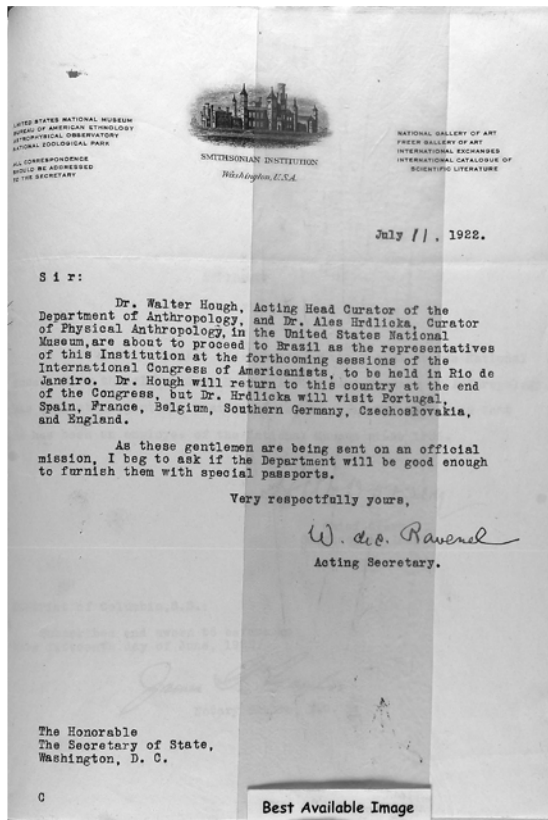 UNITED STATES NATIONAL MUSEUM
BUREAU OF AMERICAN ETHNOLOGY
ASTROPHYSICAL OBSERVATORY
NATIONAL ZOOLOGICAL PARK
ALL CORRESPONDENCE
SHOULD BE ADDRESSED
TO THE SECRETARY
SMITHSONIAN INSTITUTION
Washington, U.S.A.
NATIONAL GALLERY OF ART
FREER GALLERY OF ART
INTERNATIONAL EXCHANGES
INTERNATIONAL CATALOGUE OF
SCIENTIFIC LITERATURE
July 11, 1922.
Sir:
Dr. Walter Hough, Acting Head Curator of the
Department of Anthropology, and Dr. Ales Hrdlicka, Curator
of Physical Anthropology, in the United States National
Museum, are about to proceed to Brazil as the representatives
of this Institution at the forthcoming sessions of the
International Congress of Americanists, to be held in Rio de
Janeiro. Dr. Hough will return to this country at the end
of the Congress, but Dr. Hrdlicka will visit Portugal,
Spain, France, Belgium, Southern Germany, Czechoslovakia,
and England.
As these gentlemen are being sent on an official
mission, I beg to ask if the Department will be good enough
to furnish them with special passports.
Very respectfully yours,
W. deC. Ravenel
Acting Secretary.
The Honorable
The Secretary of State,
Washington, D. C.
C
Best Available Image